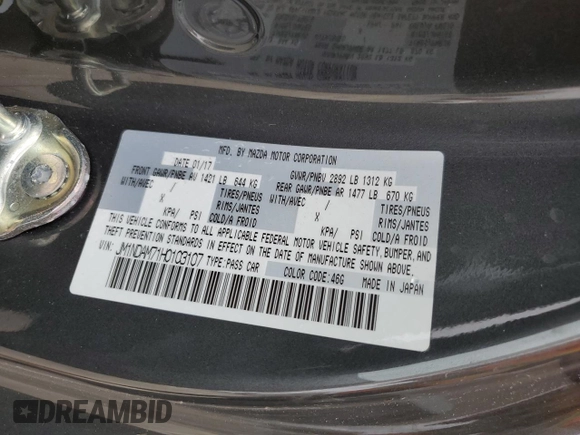 MFG. BY MAZDA MOTOR CORPORATION
DATE 01/17 GVWR/PNBV 2892 LB 1312 KG
FRONT GAWR/PNBE AV 1421 LB 644 KG REAR GAWR/PNBE AR 1477 LB 670 KG
WITH/AVEC / TIRES/PNEUS WITH/AVEC / TIRES/PNEUS
X RIMS/JANTES X RIMS/JANTES
KPA/ PSI COLD/A FROID KPA/ PSI COLD/A FROID
THIS VEHICLE CONFORMS TO ALL APPLICABLE FEDERAL MOTOR VEHICLE SAFETY, BUMPER, AND
THEFT PREVENTION STANDARDS IN EFFECT ON THE DATE OF MANUFACTURE SHOWN ABOVE.
VIN: JM1NDAM71H0103107 TYPE:PASS CAR
COLOR CODE:46G MADE IN JAPAN
DREAMBID